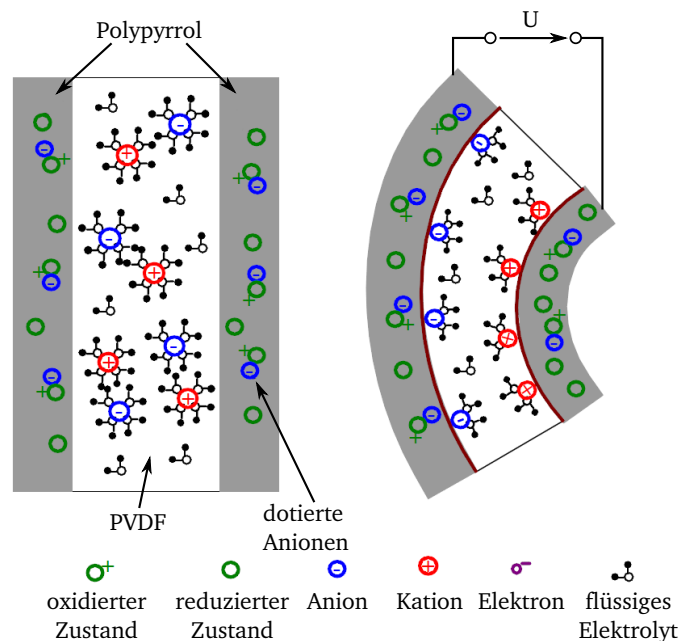 Polypyrrol
U
PVDF
dotierte
Anionen
oxidierter
Zustand
reduzierter
Zustand
Anion
Kation
Elektron
flüssiges
Elektrolyt